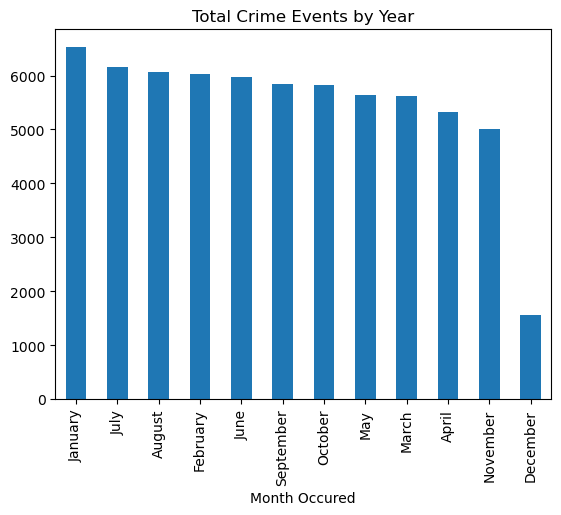 Total Crime Events by Year
6000
5000
4000
3000
2000
1000
0
January
July
August
February
June
September
October
May
March
April
November
December
Month Occured